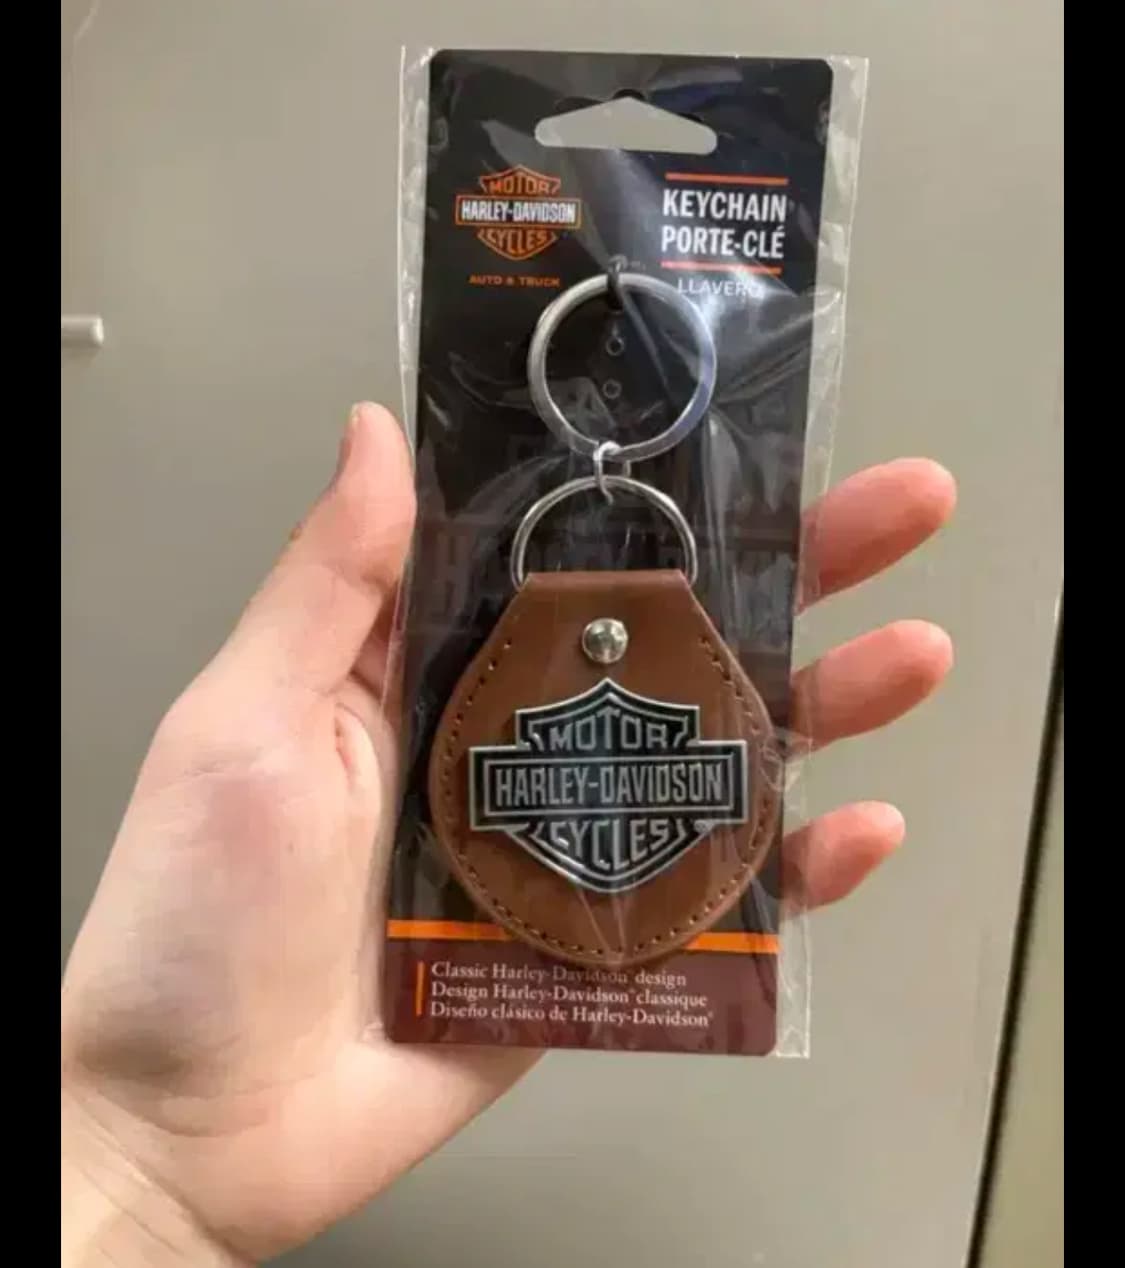 MOTOR
HARLEY-DAVIDSON
CYCLES
AUTO & TRUCK
KEYCHAIN
PORTE-CLÉ
LLAVERO
MOTOR
HARLEY-DAVIDSON
CYCLES
Classic Harley-Davidson® design
Design Harley-Davidson® classique
Diseño clásico de Harley-Davidson®